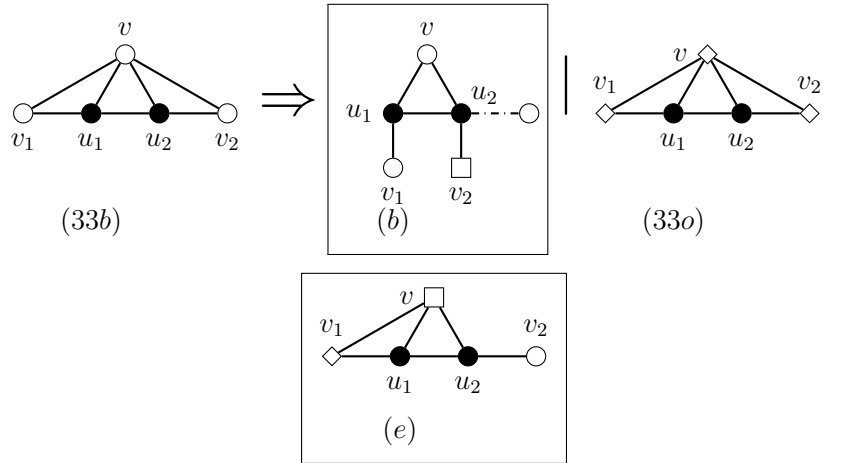 v v v
v₁ u₁ u₂ v₂ ⇒ u₁ u₂ v₁ v₂ | v₁ u₁ u₂ v₂
(33b) (b) (33o)
v
v₁ v₂
u₁ u₂
(e)